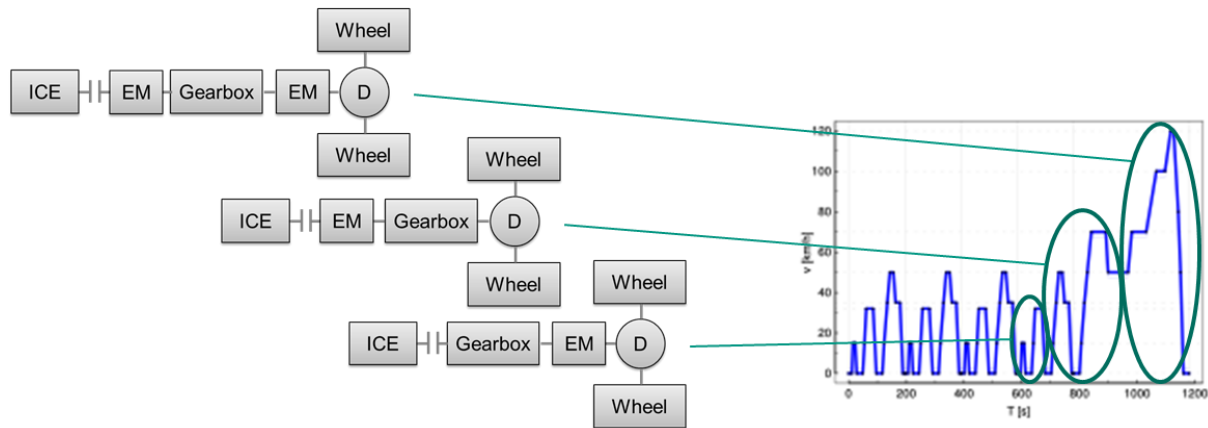 Wheel
ICE EM Gearbox EM D
Wheel
Wheel
ICE EM Gearbox D
Wheel
Wheel
ICE Gearbox EM D
Wheel
120
100
80
60
40
20
0
v [km/h]
0 200 400 600 800 1000 1200
T [s]